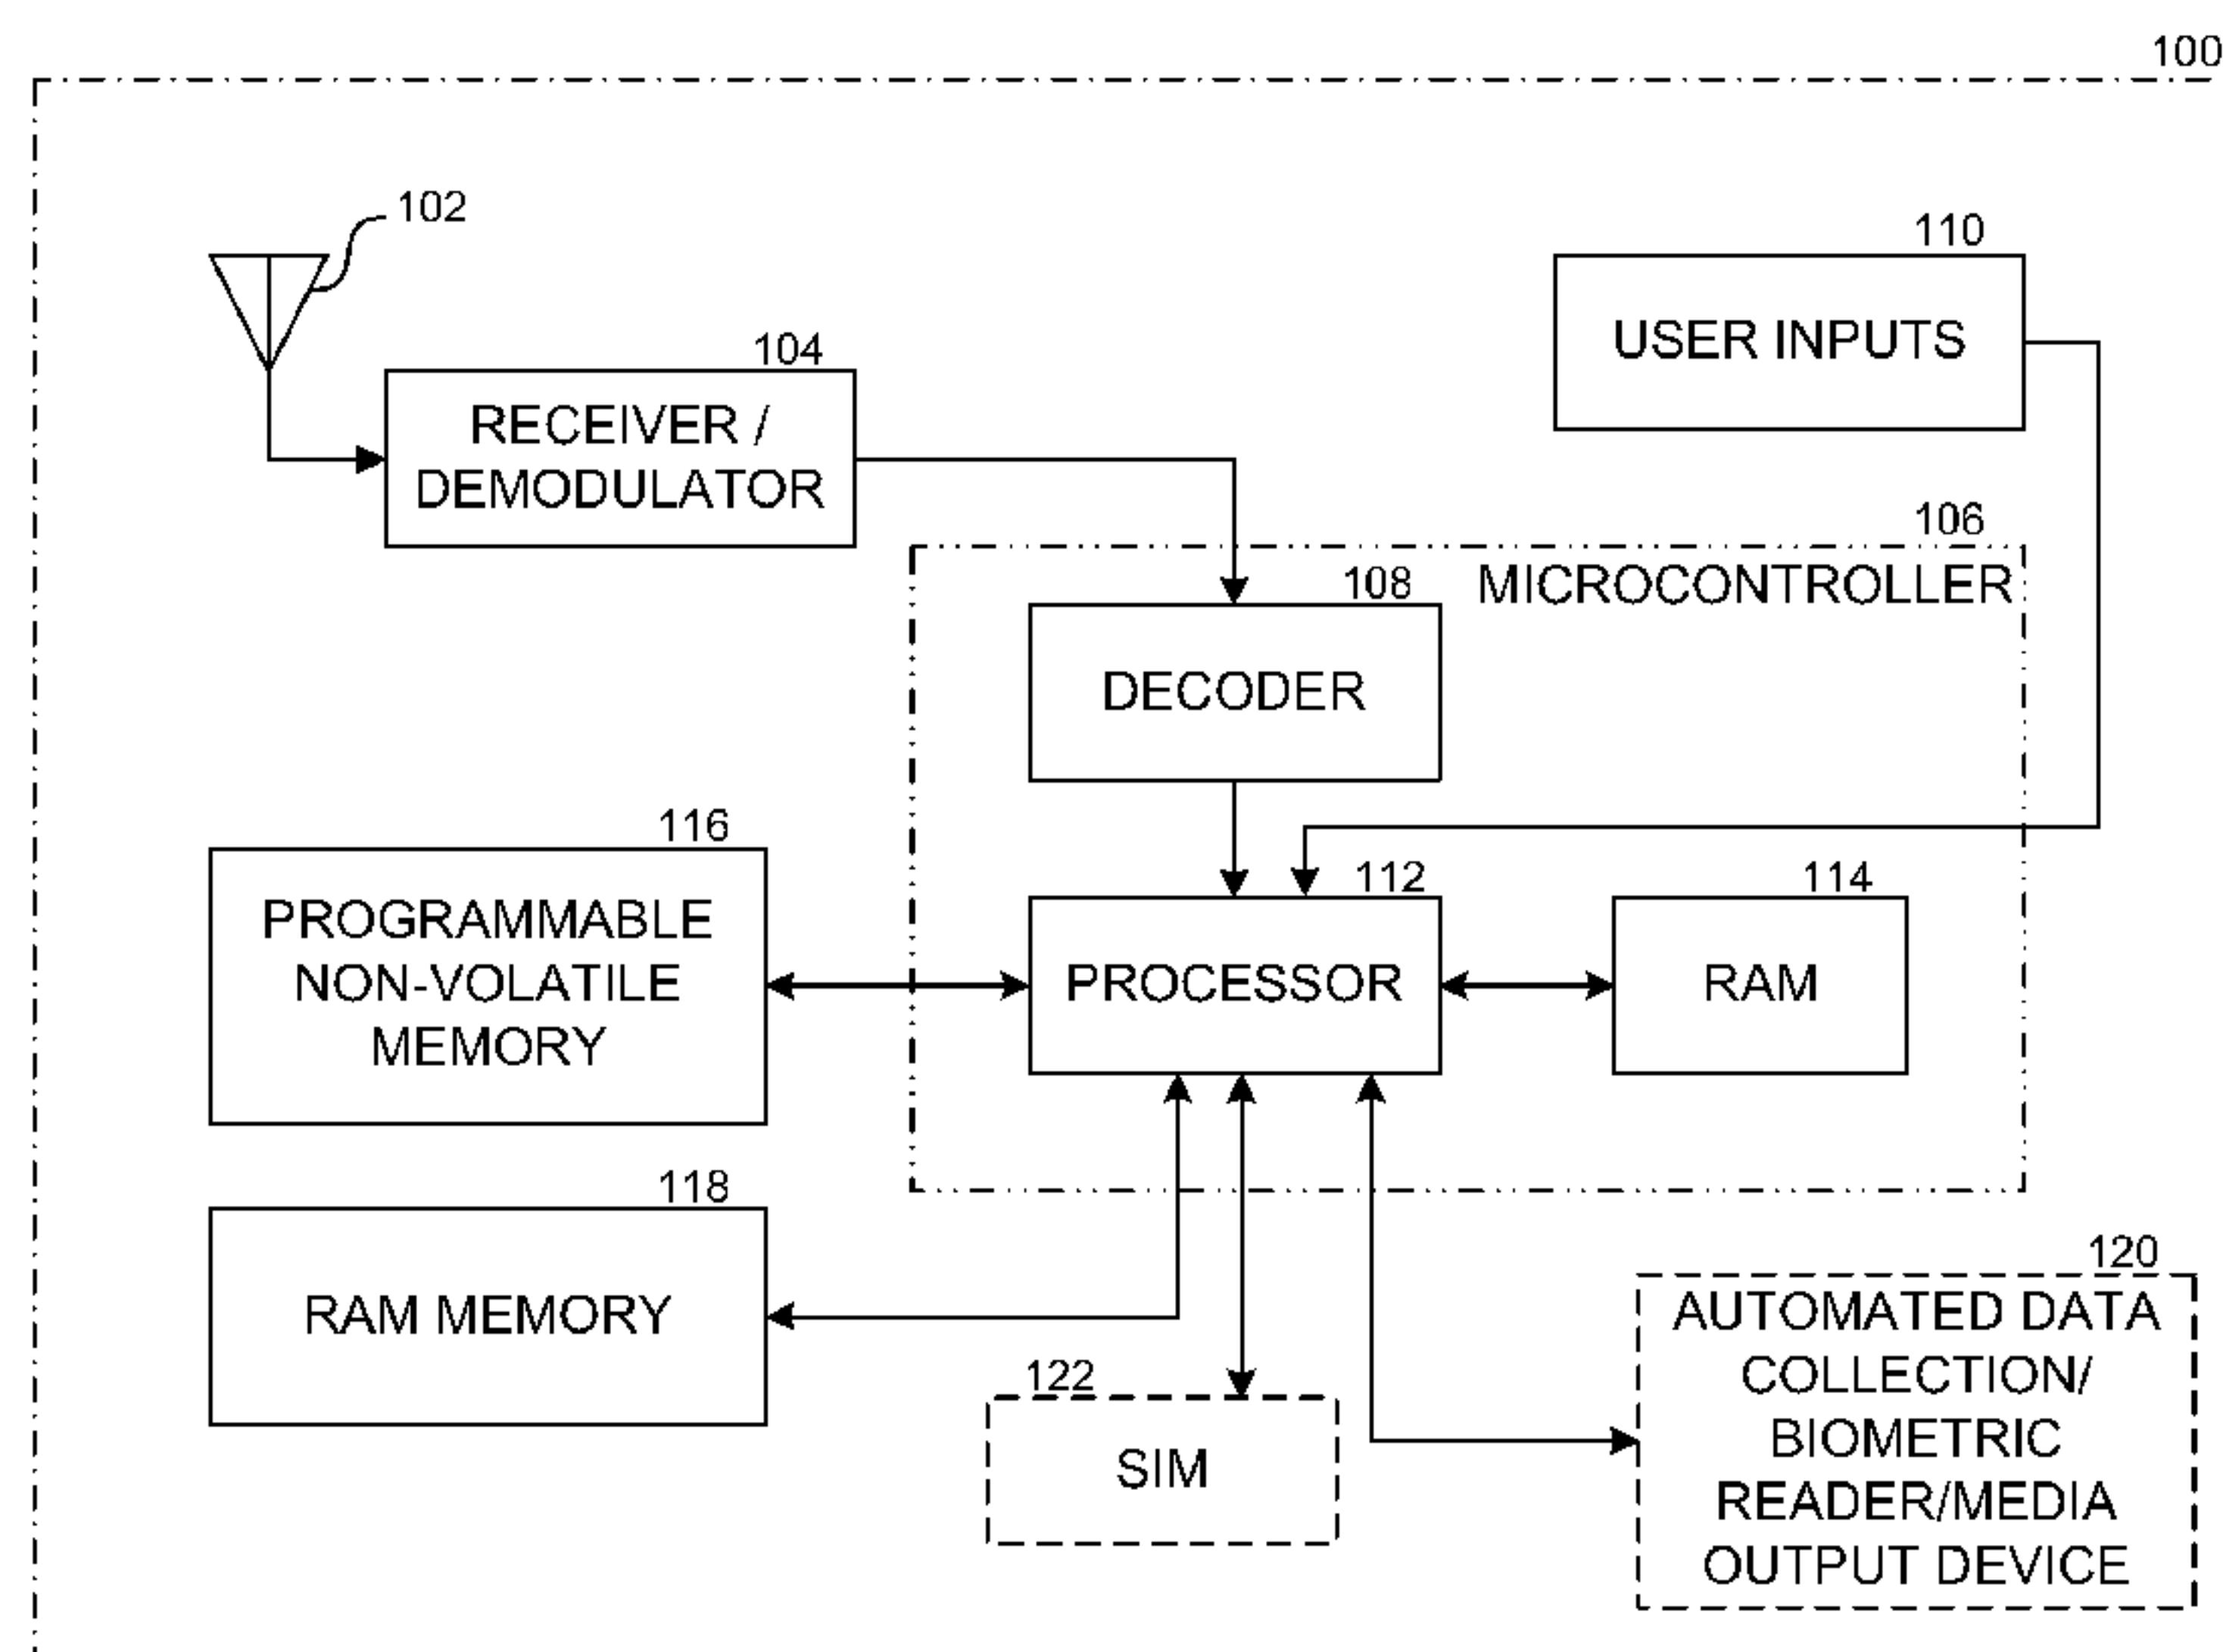 100
102
110
USER INPUTS
104
RECEIVER /
DEMODULATOR
106
MICROCONTROLLER
108
DECODER
116
PROGRAMMABLE
NON-VOLATILE
MEMORY
112
PROCESSOR
114
RAM
118
RAM MEMORY
122
SIM
120
AUTOMATED DATA
COLLECTION/
BIOMETRIC
READER/MEDIA
OUTPUT DEVICE